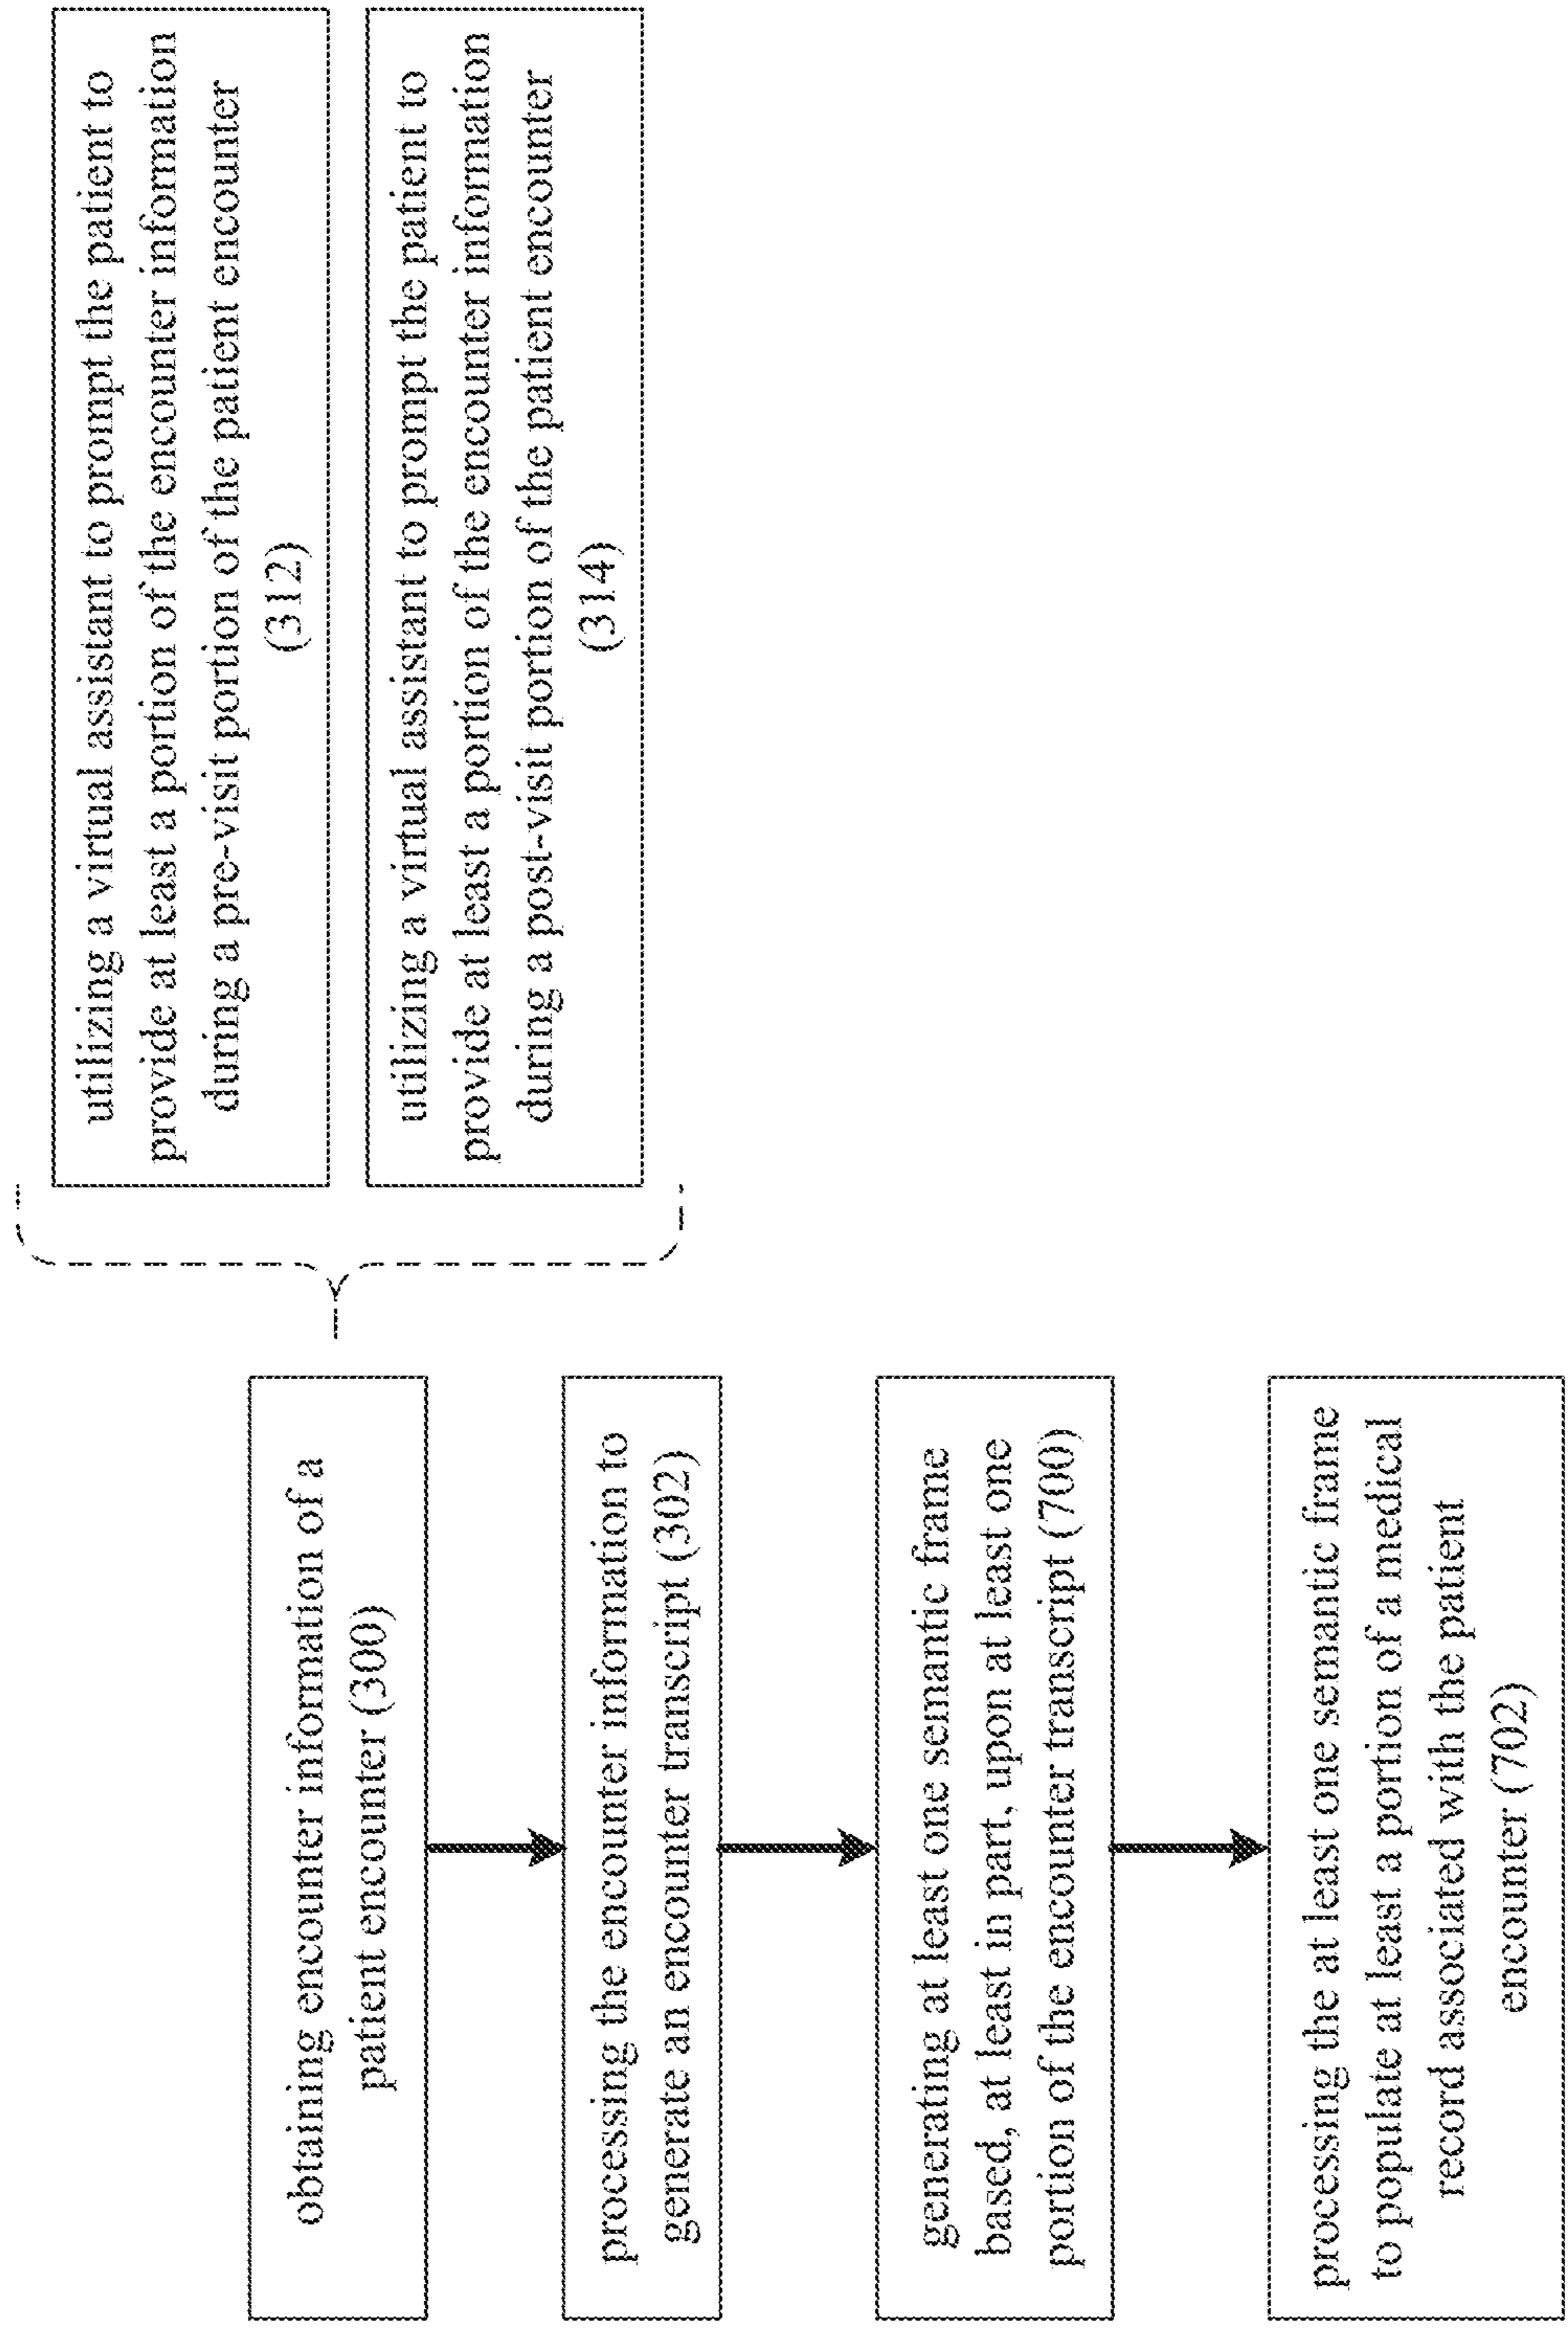 obtaining encounter information of a
patient encounter (300)
processing the encounter information to
generate an encounter transcript (302)
generating at least one semantic frame
based, at least in part, upon at least one
portion of the encounter transcript (700)
processing the at least one semantic frame
to populate at least a portion of a medical
record associated with the patient
encounter (702)
utilizing a virtual assistant to prompt the patient to
provide at least a portion of the encounter information
during a pre-visit portion of the patient encounter
(312)
utilizing a virtual assistant to prompt the patient to
provide at least a portion of the encounter information
during a post-visit portion of the patient encounter
(314)